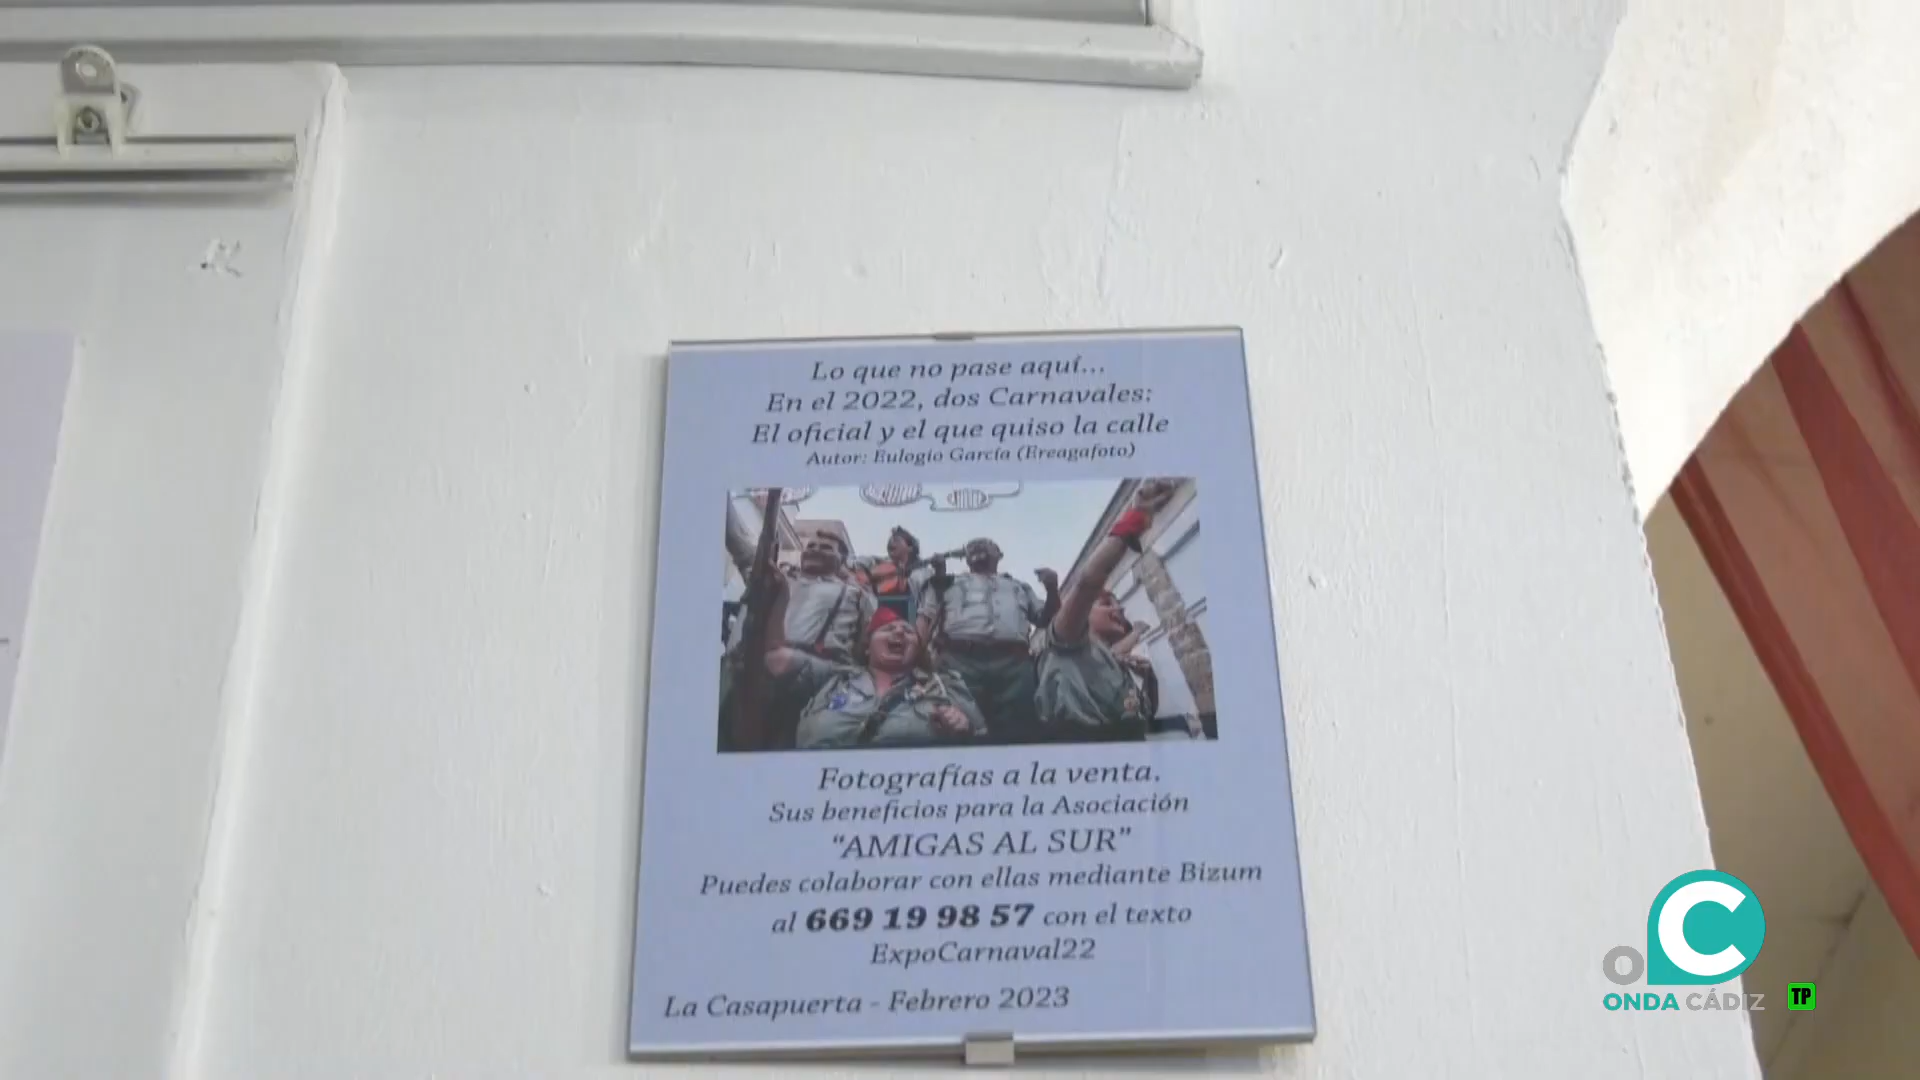 Lo que no pase aquí...
En el 2022, dos Carnavales:
El oficial y el que quiso la calle
Autor: Eulogio García (Ereagafoto)
Fotografías a la venta.
Sus beneficios para la Asociación
“AMIGAS AL SUR”
Puedes colaborar con ellas mediante Bizum
al 669 19 98 57 con el texto
ExpoCarnaval22
La Casapuerta - Febrero 2023
OC
ONDA CÁDIZ TP